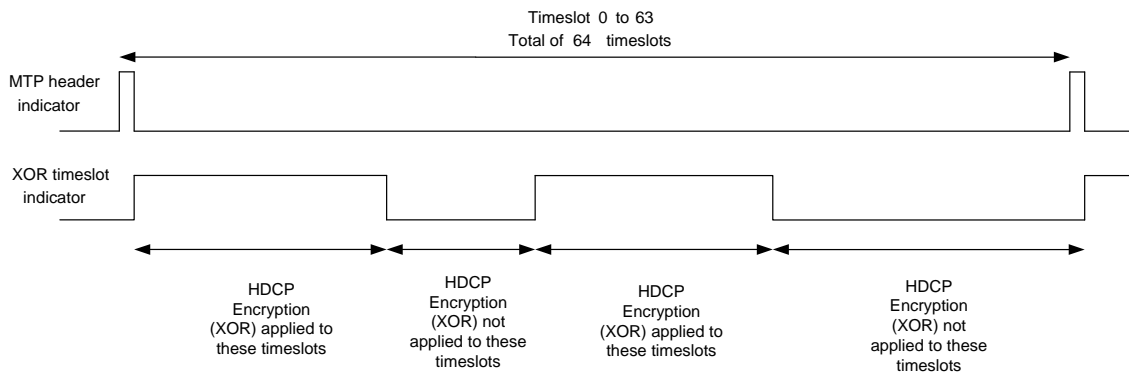 Timeslot 0 to 63
Total of 64 timeslots
MTP header
indicator
XOR timeslot
indicator
HDCP
Encryption
(XOR) applied to
these timeslots
HDCP
Encryption
(XOR) not
applied to these
timeslots
HDCP
Encryption
(XOR) applied to
these timeslots
HDCP
Encryption
(XOR) not
applied to these
timeslots